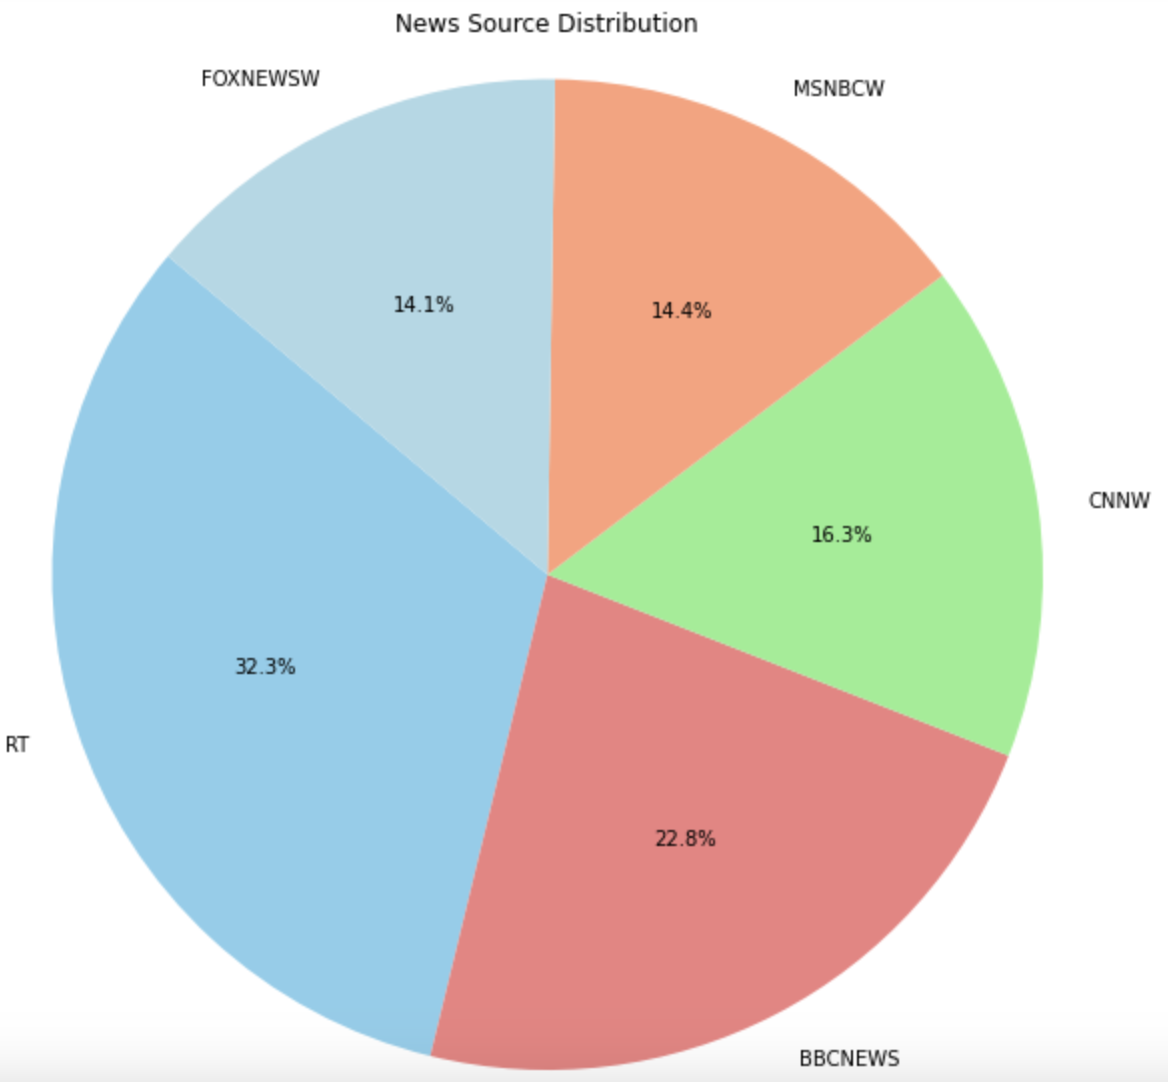 News Source Distribution
FOXNEWSW
MSNBCW
14.1%
14.4%
CNNW
16.3%
32.3%
RT
22.8%
BBCNEWS